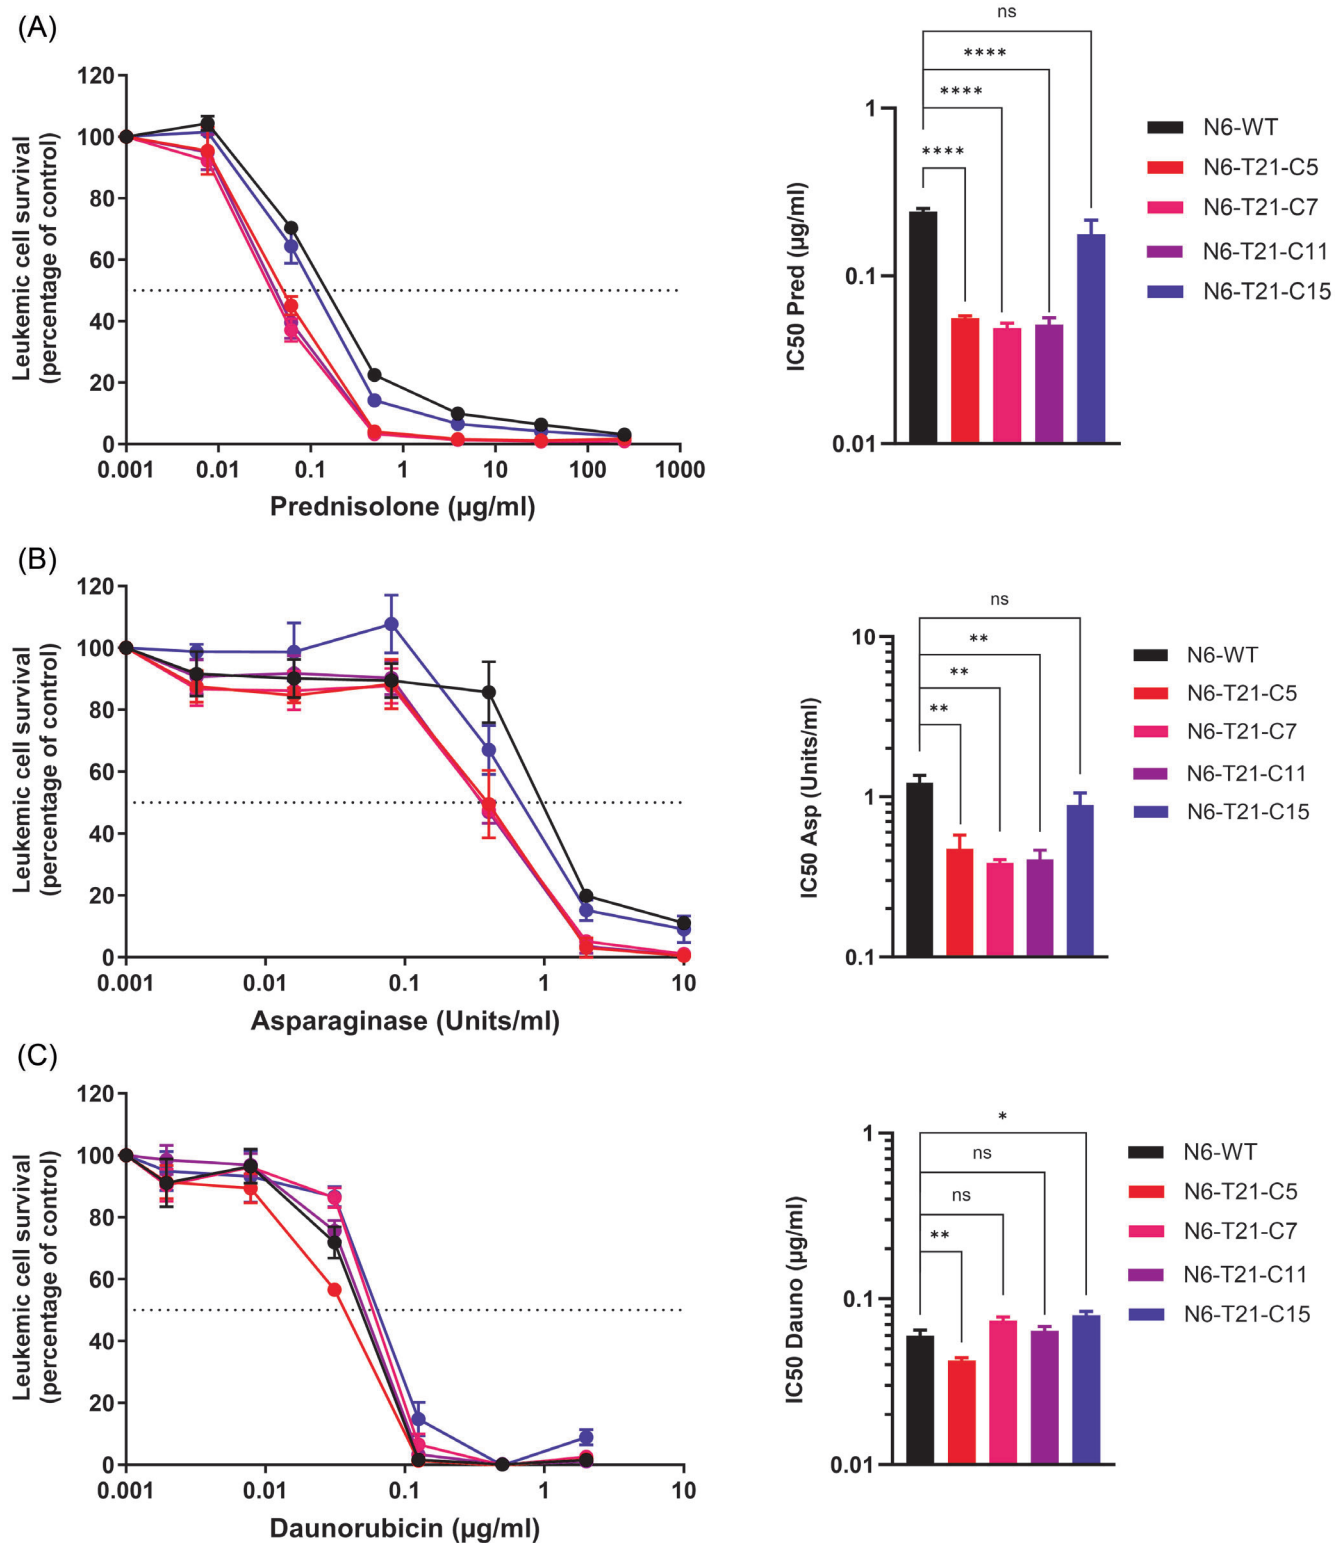 (A)
Leukemic cell survival
(percentage of control)
120
100
80
60
40
20
0
0.001 0.01 0.1 1 10 100 1000
Prednisolone (µg/ml)
IC50 Pred (µg/ml)
1
0.1
0.01
ns
****
****
****
N6-WT
N6-T21-C5
N6-T21-C7
N6-T21-C11
N6-T21-C15
(B)
Leukemic cell survival
(percentage of control)
120
100
80
60
40
20
0
0.001 0.01 0.1 1 10
Asparaginase (Units/ml)
IC50 Asp (Units/ml)
10
1
0.1
ns
**
**
**
N6-WT
N6-T21-C5
N6-T21-C7
N6-T21-C11
N6-T21-C15
(C)
Leukemic cell survival
(percentage of control)
120
100
80
60
40
20
0
0.001 0.01 0.1 1 10
Daunorubicin (µg/ml)
IC50 Dauno (µg/ml)
1
0.1
0.01
*
ns
ns
**
N6-WT
N6-T21-C5
N6-T21-C7
N6-T21-C11
N6-T21-C15